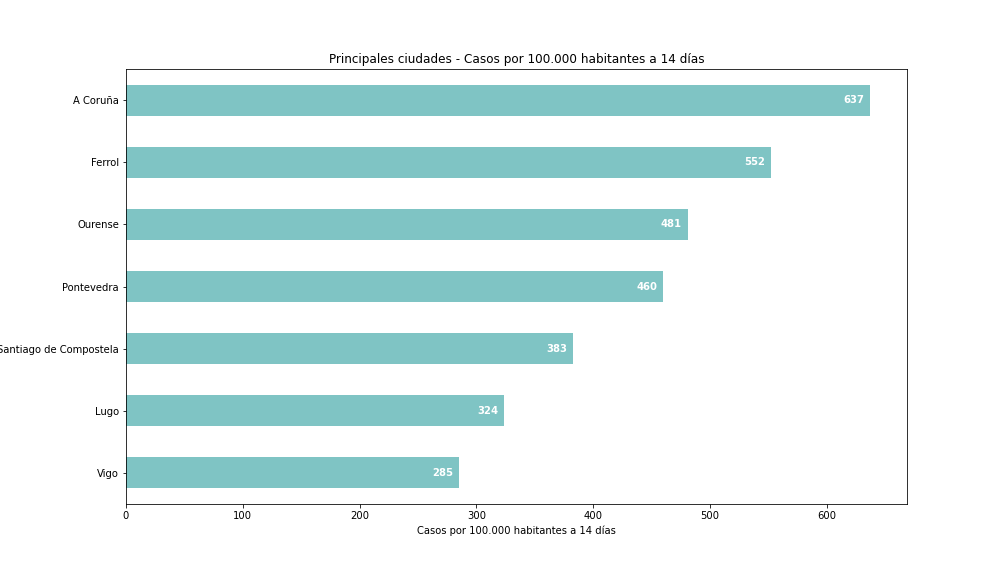 Principales ciudades - Casos por 100.000 habitantes a 14 días
A Coruña 637
Ferrol 552
Ourense 481
Pontevedra 460
Santiago de Compostela 383
Lugo 324
Vigo 285
0 100 200 300 400 500 600
Casos por 100.000 habitantes a 14 días